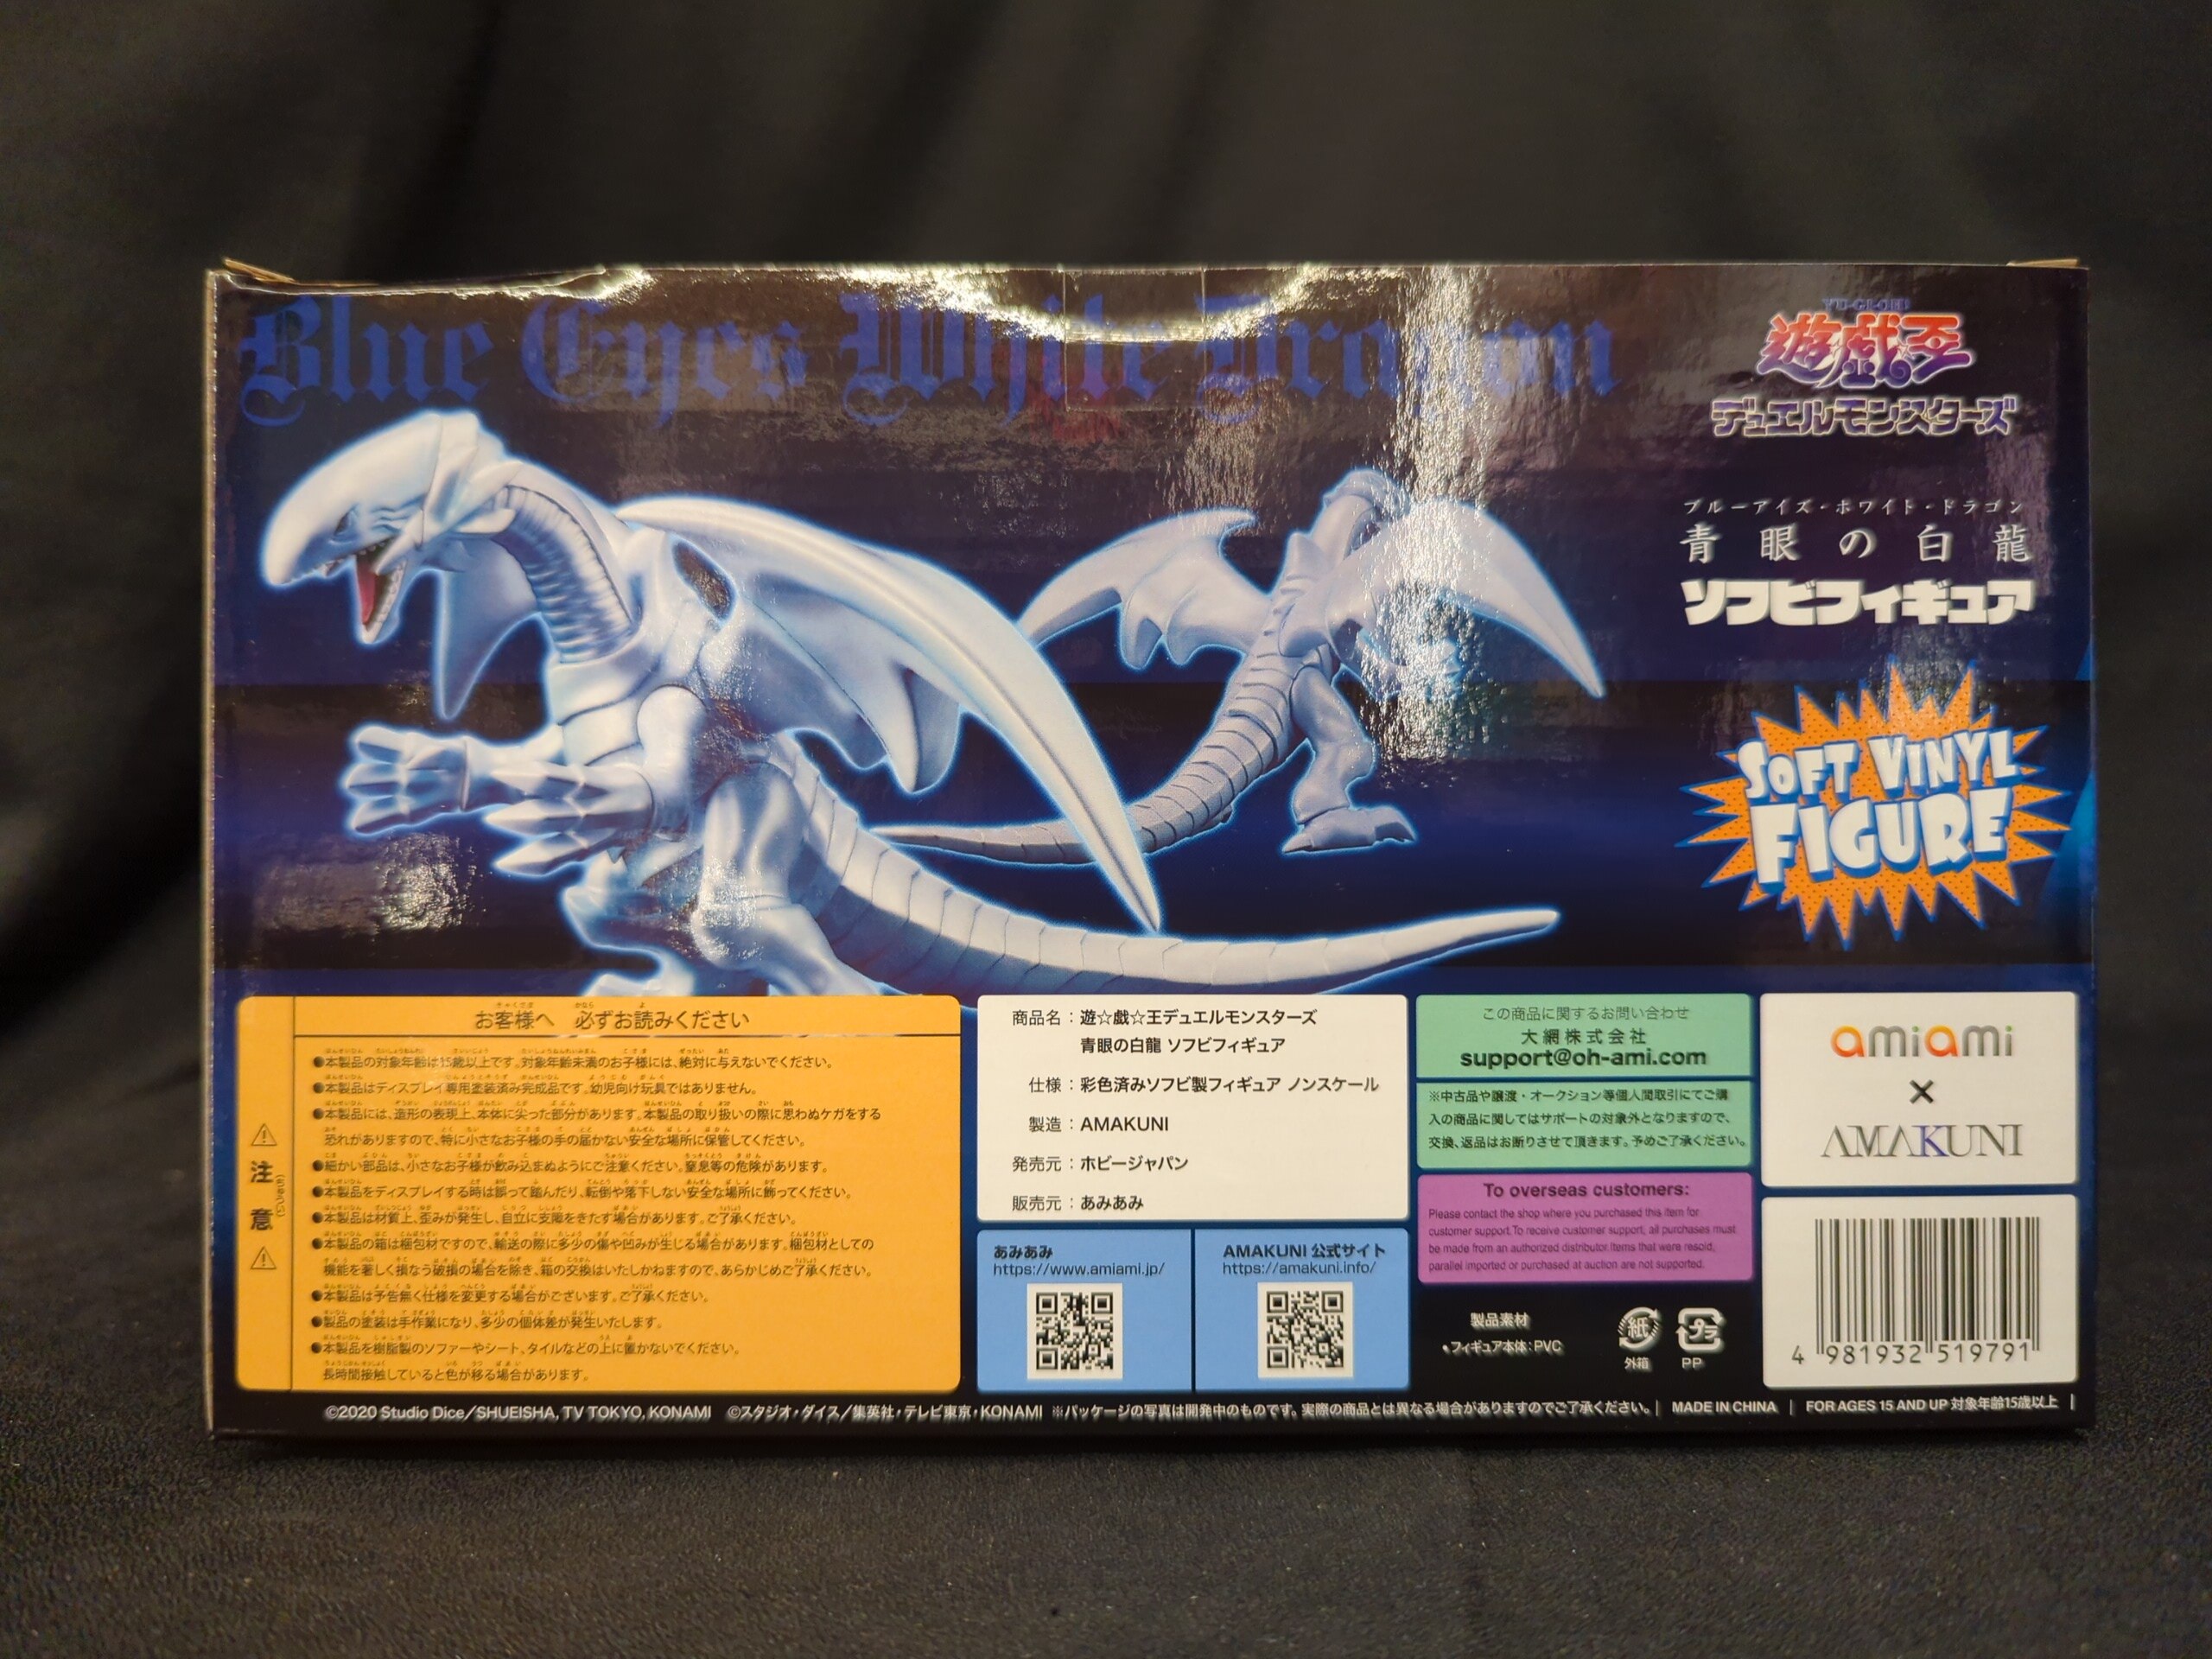 Blue Eyes White Dragon
YU-GI-OH!
遊戯王
デュエルモンスターズ
ブルーアイズ・ホワイト・ドラゴン
青眼の白龍
ソフビフィギュア
SOFT VINYL
FIGURE
お客様へ　必ずお読みください
⚠注意⚠
●本製品の対象年齢は15歳以上です。対象年齢未満のお子様には、絶対に与えないでください。
●本製品はディスプレイ専用塗装済み完成品です。幼児向け玩具ではありません。
●本製品には、造形の表現上、本体に尖った部分があります。本製品の取り扱いの際に思わぬケガをする
恐れがありますので、特に小さなお子様の手の届かない安全な場所に保管してください。
●細かい部品は、小さなお子様が飲み込まぬようにご注意ください。窒息等の危険があります。
●本製品をディスプレイする時は誤って踏んだり、転倒や落下しない安全な場所に飾ってください。
●本製品は材質上、歪みが発生し、自立に支障をきたす場合があります。ご了承ください。
●本製品の箱は梱包材ですので、輸送の際に多少の傷や凹みが生じる場合があります。梱包材としての
機能を著しく損なう破損の場合を除き、箱の交換はいたしかねますので、あらかじめご了承ください。
●本製品は予告無く仕様を変更する場合がございます。ご了承ください。
●製品の塗装は手作業になり、多少の個体差が発生いたします。
●本製品を樹脂製のソファーやシート、タイルなどの上に置かないでください。
長時間接触していると色が移る場合があります。
商品名：遊☆戯☆王デュエルモンスターズ
青眼の白龍 ソフビフィギュア
仕様：彩色済みソフビ製フィギュア ノンスケール
製造：AMAKUNI
発売元：ホビージャパン
販売元：あみあみ
あみあみ
https://www.amiami.jp/
AMAKUNI 公式サイト
https://amakuni.info/
この商品に関するお問い合わせ
大網株式会社
support@oh-ami.com
※中古品や譲渡・オークション等個人間取引にてご購
入の商品に関してはサポートの対象外となりますので、
交換、返品はお断りさせて頂きます。予めご了承ください。
To overseas customers:
Please contact the shop where you purchased this item for
customer support.To receive customer support, all purchases must
be made from an authorized distributor.Items that were resold,
parallel imported or purchased at auction are not supported.
製品素材
・フィギュア本体：PVC
紙
外箱
プラ
PP
amiami
×
AMAKUNI
4 981932 519791
©2020 Studio Dice／SHUEISHA, TV TOKYO, KONAMI ©スタジオ・ダイス／集英社・テレビ東京・KONAMI ※パッケージの写真は開発中のものです。実際の商品とは異なる場合がありますのでご了承ください。| MADE IN CHINA | FOR AGES 15 AND UP 対象年齢15歳以上 |